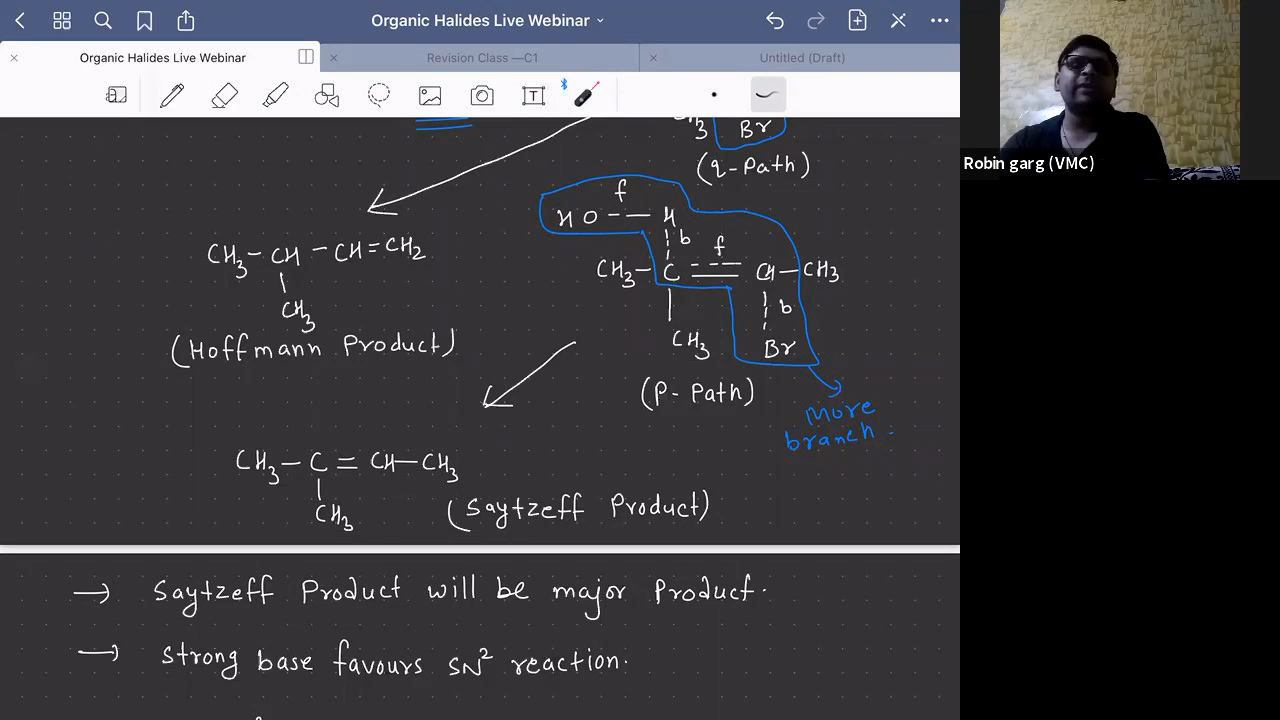 Organic Halides Live Webinar
Organic Halides Live Webinar
Revision Class —C1
Untitled (Draft)
T
Robin garg (VMC)
CH3 Br
(q-Path)
f
HO - — H
b f
CH3 — C == CH — CH3
b
CH3 Br
(P- Path)
More
branch.
CH3 — CH — CH = CH2
CH3
(Hoffmann Product)
CH3 — C = CH — CH3
CH3
(Saytzeff Product)
→ Saytzeff Product will be major Product.
→ Strong base favours SN2 reaction.